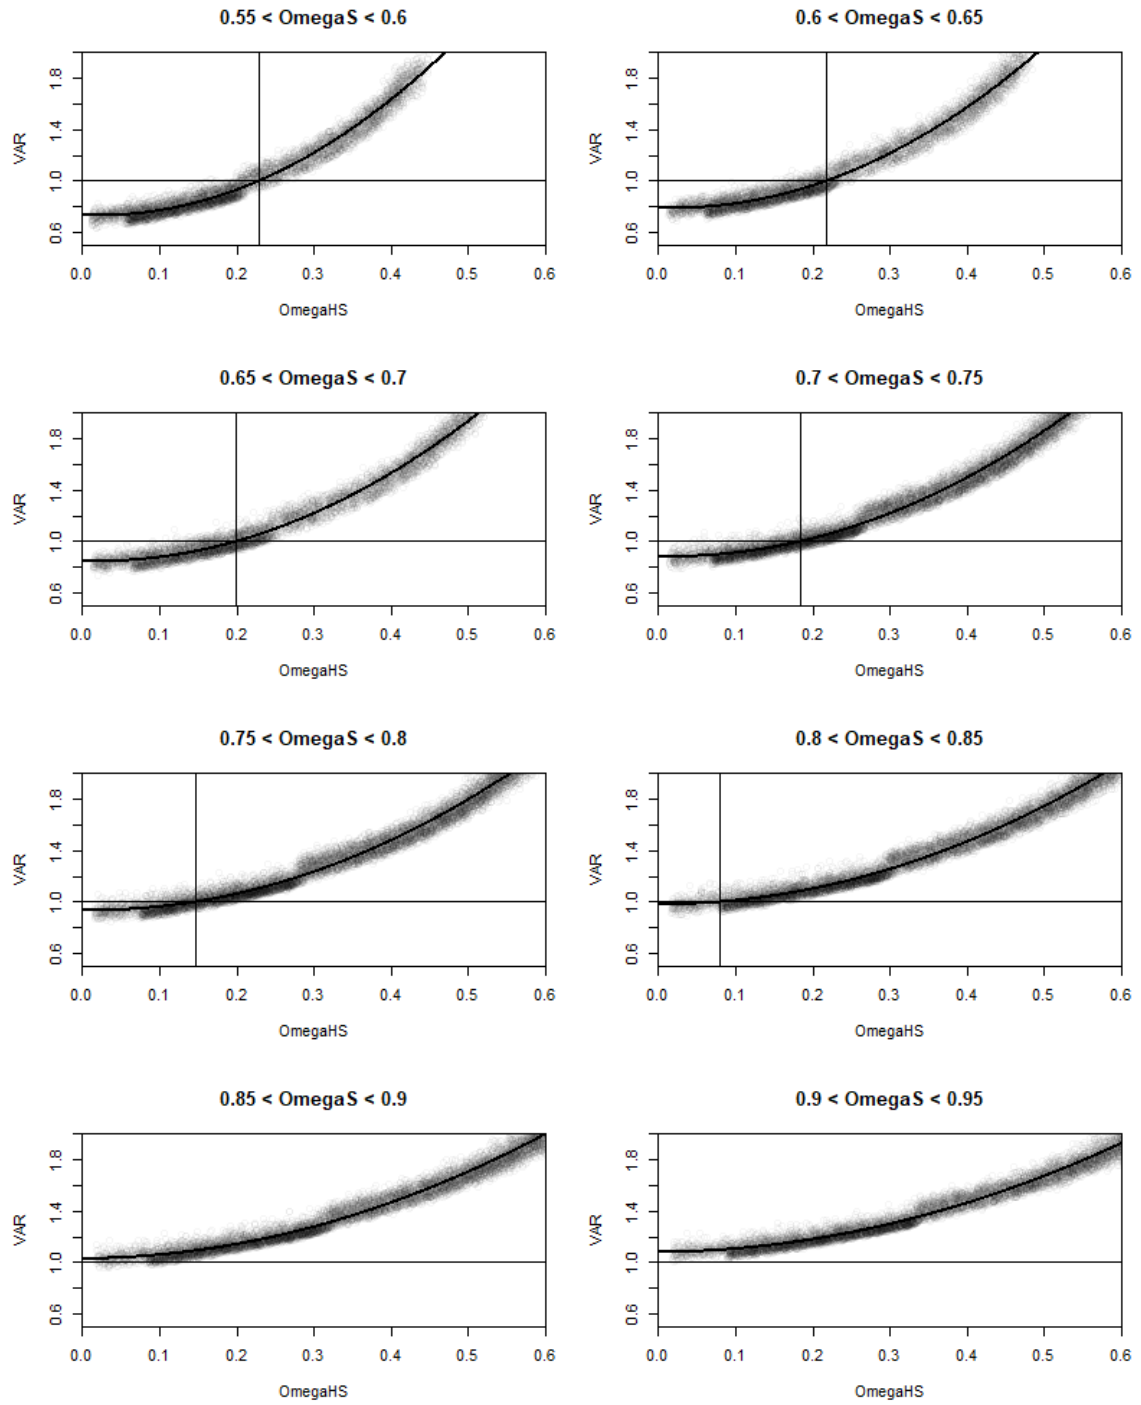 0.55 < OmegaS < 0.6
VAR
0.6 1.0 1.4 1.8
0.0 0.1 0.2 0.3 0.4 0.5 0.6
OmegaHS
0.6 < OmegaS < 0.65
VAR
0.6 1.0 1.4 1.8
0.0 0.1 0.2 0.3 0.4 0.5 0.6
OmegaHS
0.65 < OmegaS < 0.7
VAR
0.6 1.0 1.4 1.8
0.0 0.1 0.2 0.3 0.4 0.5 0.6
OmegaHS
0.7 < OmegaS < 0.75
VAR
0.6 1.0 1.4 1.8
0.0 0.1 0.2 0.3 0.4 0.5 0.6
OmegaHS
0.75 < OmegaS < 0.8
VAR
0.6 1.0 1.4 1.8
0.0 0.1 0.2 0.3 0.4 0.5 0.6
OmegaHS
0.8 < OmegaS < 0.85
VAR
0.6 1.0 1.4 1.8
0.0 0.1 0.2 0.3 0.4 0.5 0.6
OmegaHS
0.85 < OmegaS < 0.9
VAR
0.6 1.0 1.4 1.8
0.0 0.1 0.2 0.3 0.4 0.5 0.6
OmegaHS
0.9 < OmegaS < 0.95
VAR
0.6 1.0 1.4 1.8
0.0 0.1 0.2 0.3 0.4 0.5 0.6
OmegaHS